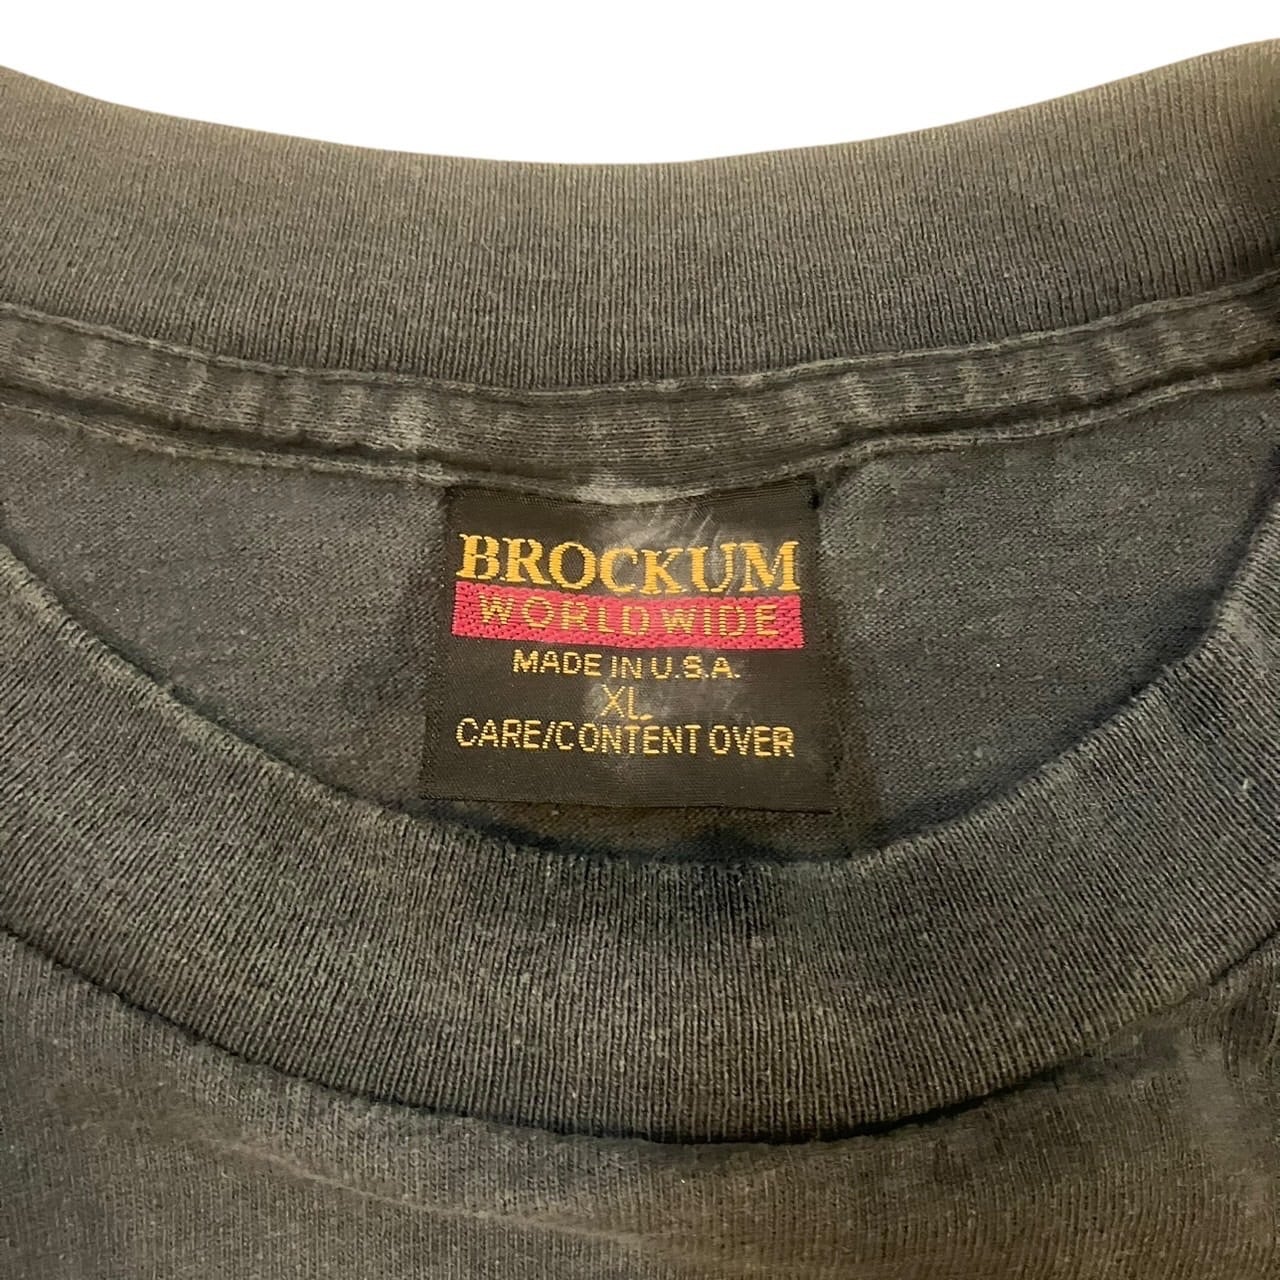 BROCKUM
WORLDWIDE
MADE IN U.S.A.
XL
CARE/CONTENT OVER